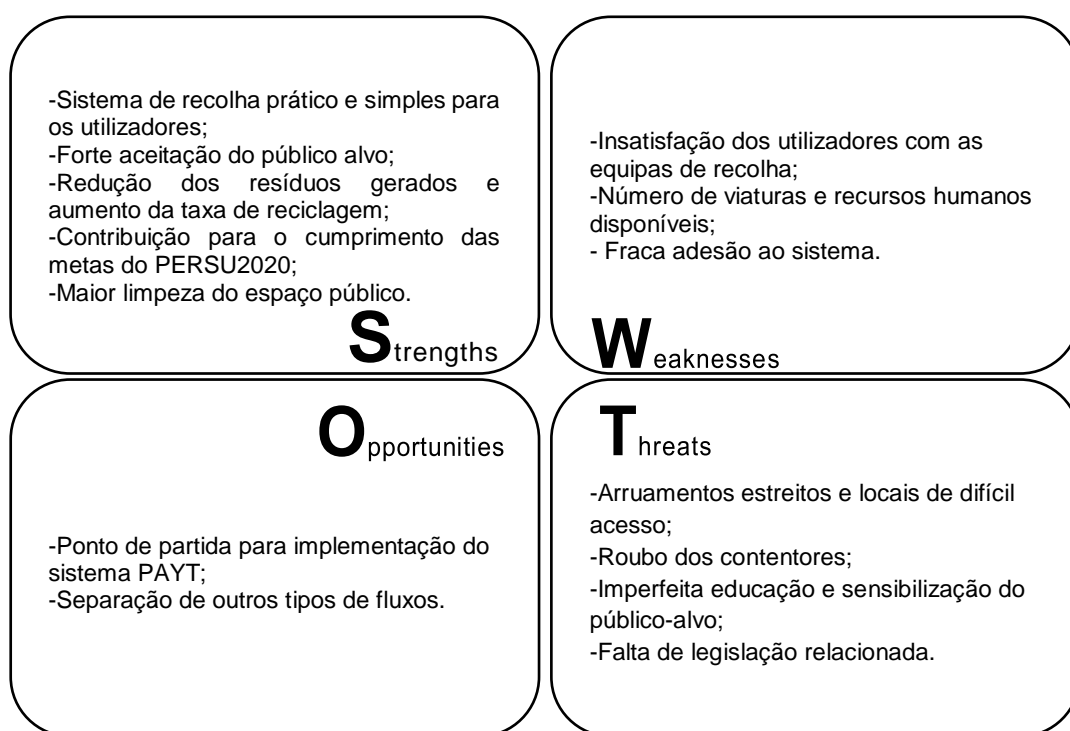 -Sistema de recolha prático e simples para
os utilizadores;
-Forte aceitação do público alvo;
-Redução dos resíduos gerados e
aumento da taxa de reciclagem;
-Contribuição para o cumprimento das
metas do PERSU2020;
-Maior limpeza do espaço público.
Strengths
-Insatisfação dos utilizadores com as
equipas de recolha;
-Número de viaturas e recursos humanos
disponíveis;
- Fraca adesão ao sistema.
Weaknesses
Opportunities
-Ponto de partida para implementação do
sistema PAYT;
-Separação de outros tipos de fluxos.
Threats
-Arruamentos estreitos e locais de difícil
acesso;
-Roubo dos contentores;
-Imperfeita educação e sensibilização do
público-alvo;
-Falta de legislação relacionada.